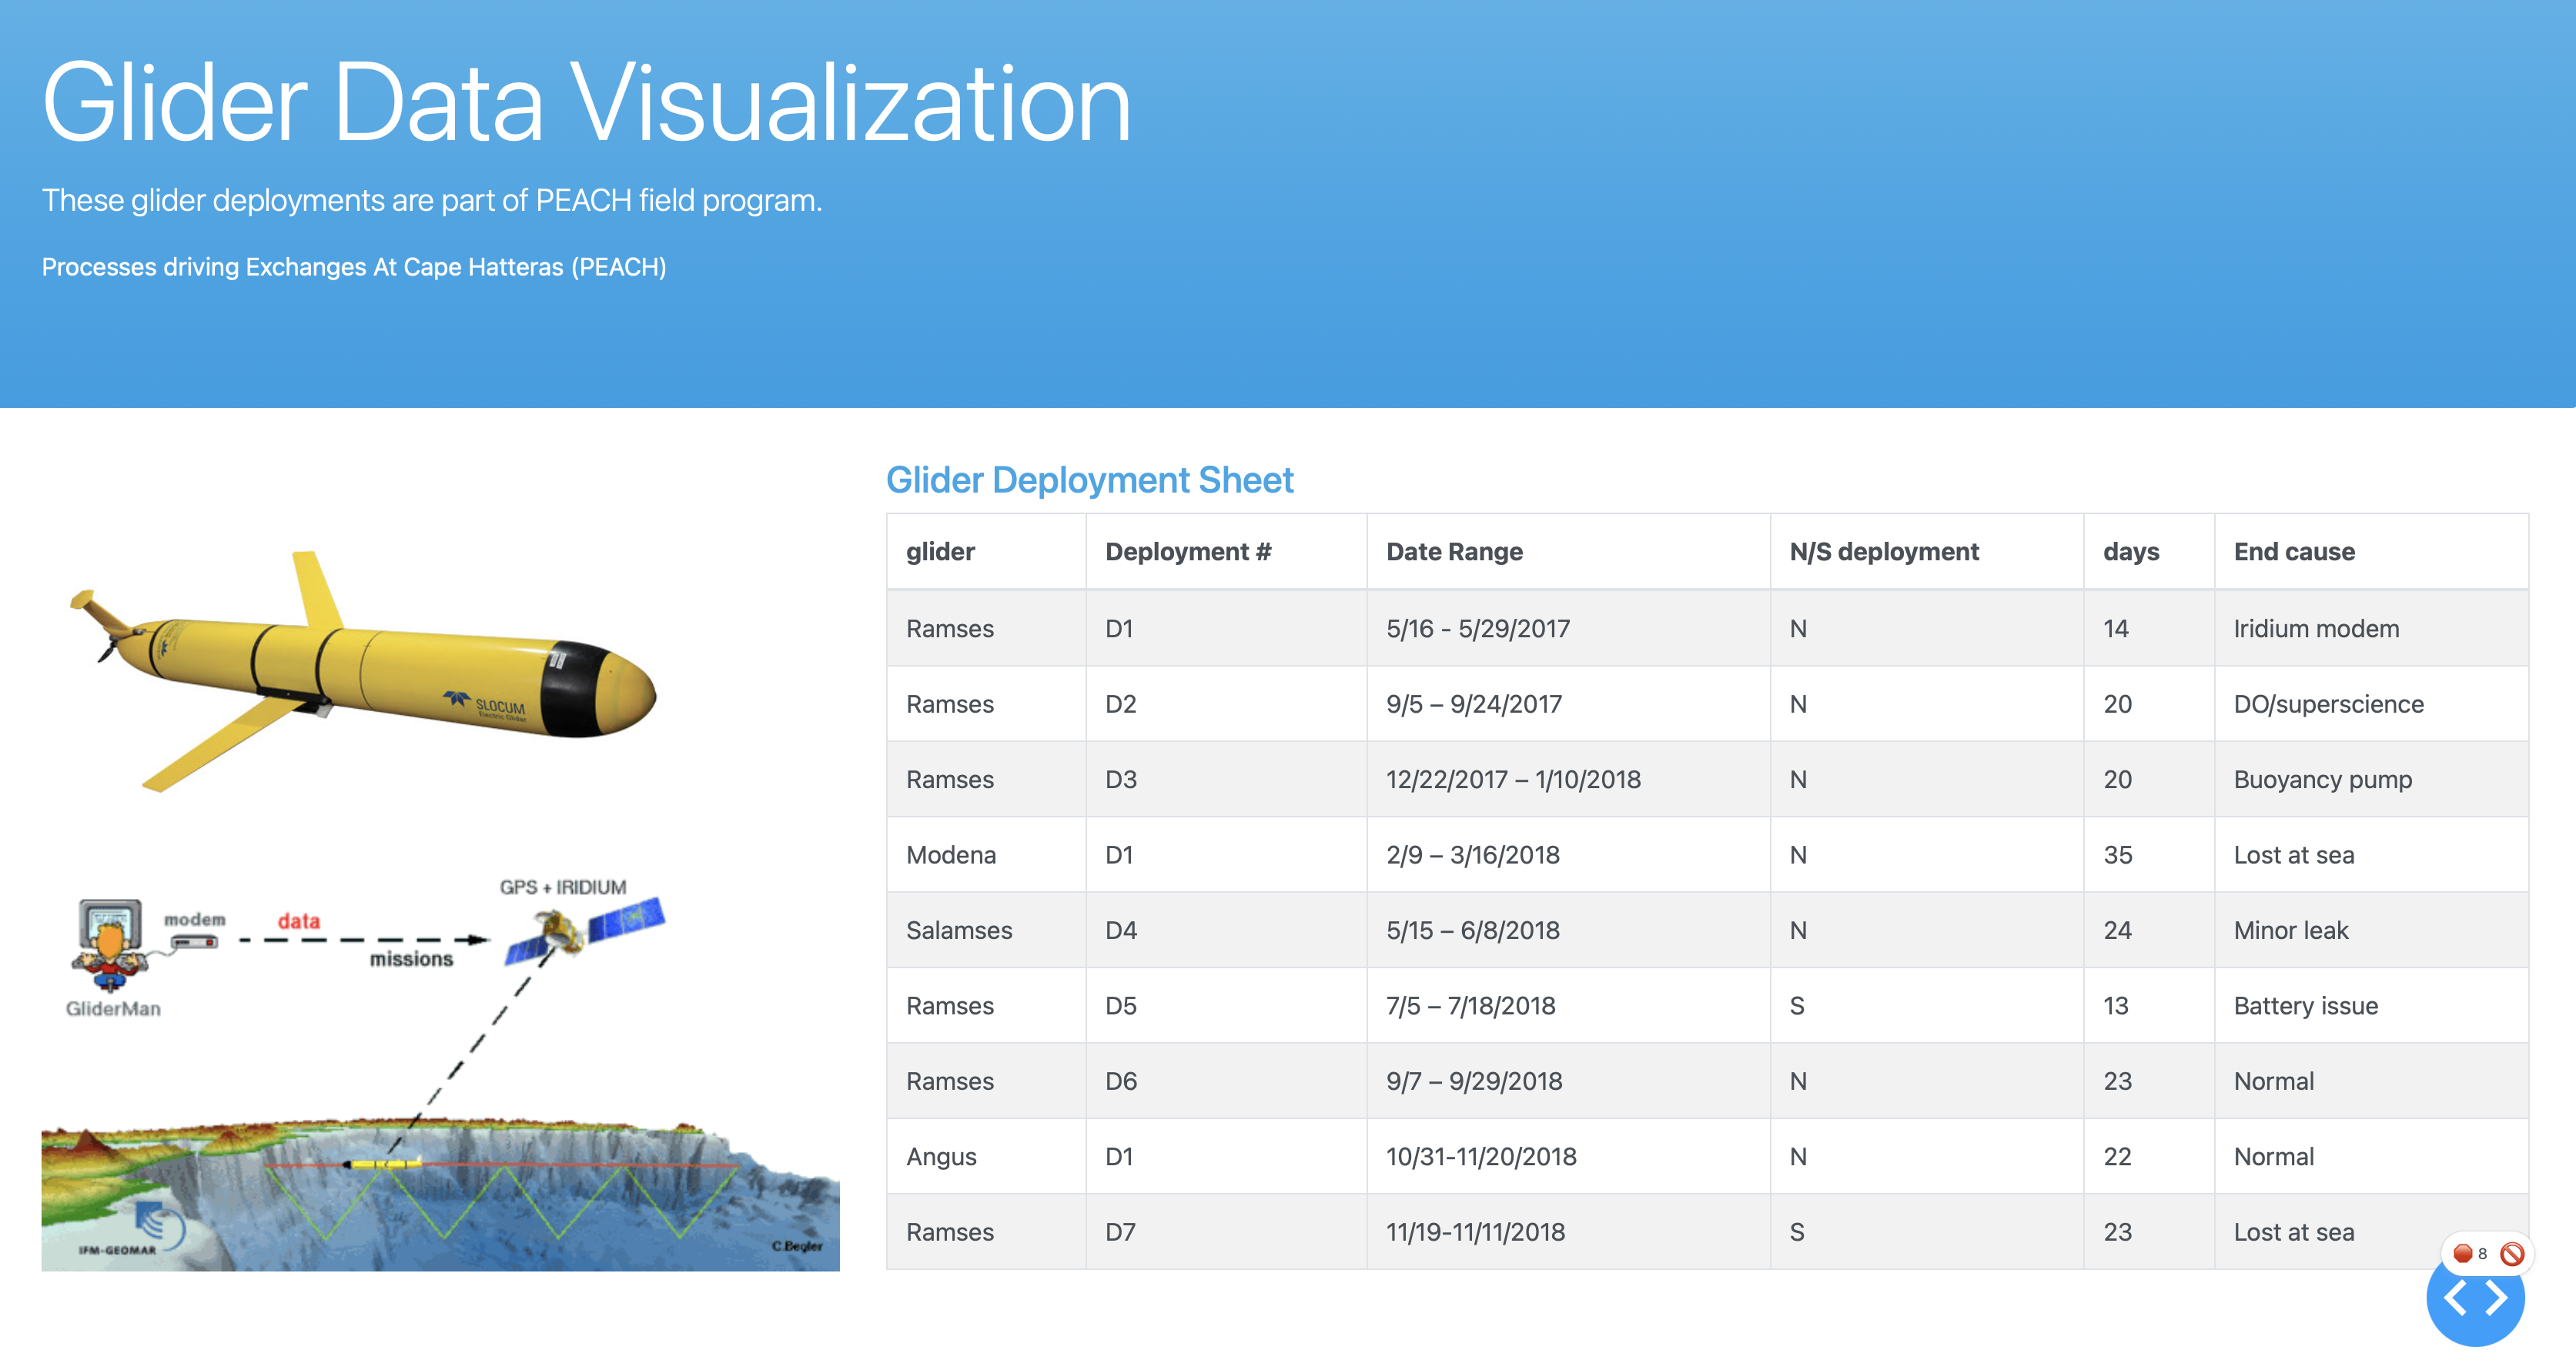 Glider Data Visualization
These glider deployments are part of PEACH field program.
Processes driving Exchanges At Cape Hatteras (PEACH)
SLOCUM
Electric Glider
GPS + IRIDIUM
modem
data
missions
GliderMan
IFM-GEOMAR
C.Begler
Glider Deployment Sheet
glider Deployment # Date Range N/S deployment days End cause
Ramses D1 5/16 - 5/29/2017 N 14 Iridium modem
Ramses D2 9/5 – 9/24/2017 N 20 DO/superscience
Ramses D3 12/22/2017 – 1/10/2018 N 20 Buoyancy pump
Modena D1 2/9 – 3/16/2018 N 35 Lost at sea
Salamses D4 5/15 – 6/8/2018 N 24 Minor leak
Ramses D5 7/5 – 7/18/2018 S 13 Battery issue
Ramses D6 9/7 – 9/29/2018 N 23 Normal
Angus D1 10/31-11/20/2018 N 22 Normal
Ramses D7 11/19-11/11/2018 S 23 Lost at sea
8